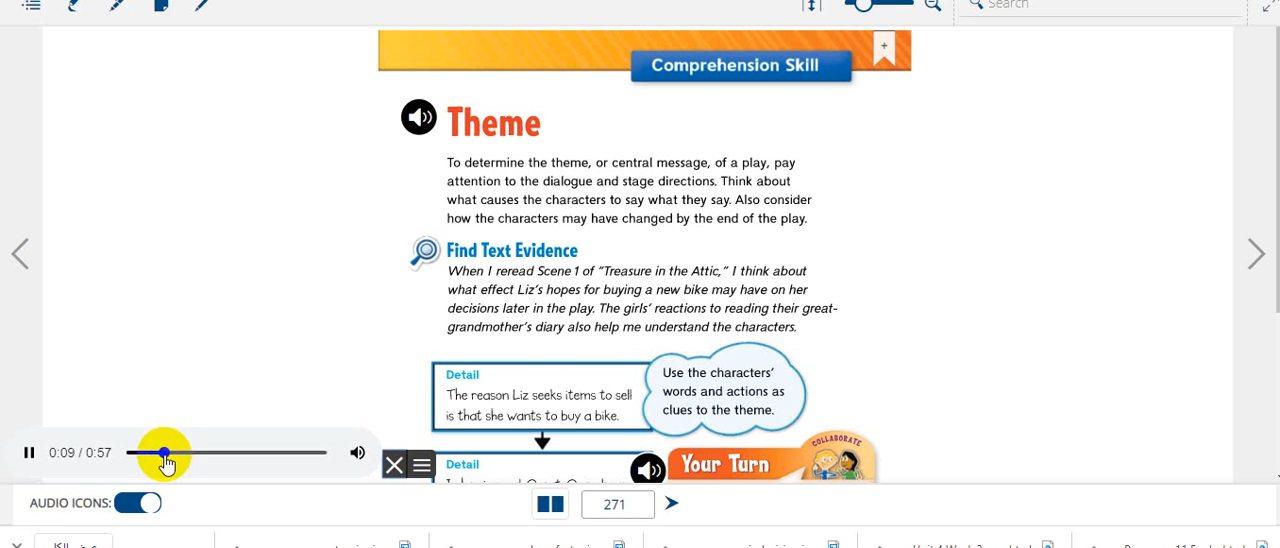 Search
Comprehension Skill
Theme
To determine the theme, or central message, of a play, pay
attention to the dialogue and stage directions. Think about
what causes the characters to say what they say. Also consider
how the characters may have changed by the end of the play.
Find Text Evidence
When I reread Scene 1 of “Treasure in the Attic,” I think about
what effect Liz’s hopes for buying a new bike may have on her
decisions later in the play. The girls’ reactions to reading their great-
grandmother’s diary also help me understand the characters.
Detail
The reason Liz seeks items to sell
is that she wants to buy a bike.
Use the characters’
words and actions as
clues to the theme.
COLLABORATE
Your Turn
Detail
0:09 / 0:57
AUDIO ICONS:
271